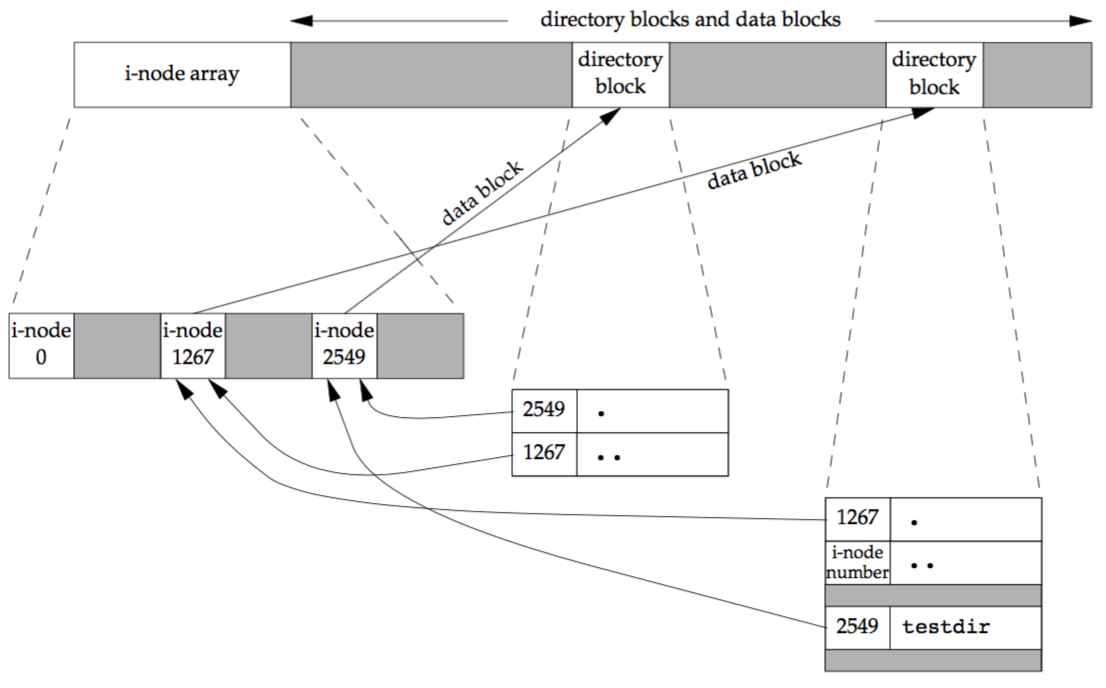 directory blocks and data blocks
i-node array
directory
block
directory
block
data block
data block
i-node
0
i-node
1267
i-node
2549
2549 .
1267 . .
1267 .
i-node
number . .
2549 testdir